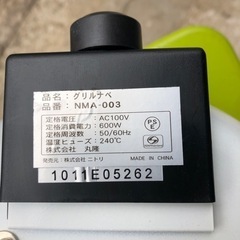 品名：グリルナベ
品番：NMA-003
定格電圧：AC100V
定格消費電力：600W
定格周波数：50/60Hz
温度ヒューズ：240℃
株式会社 丸隆
発売元：株式会社 ニトリ
MADE IN CHINA
PSE
1011E05262